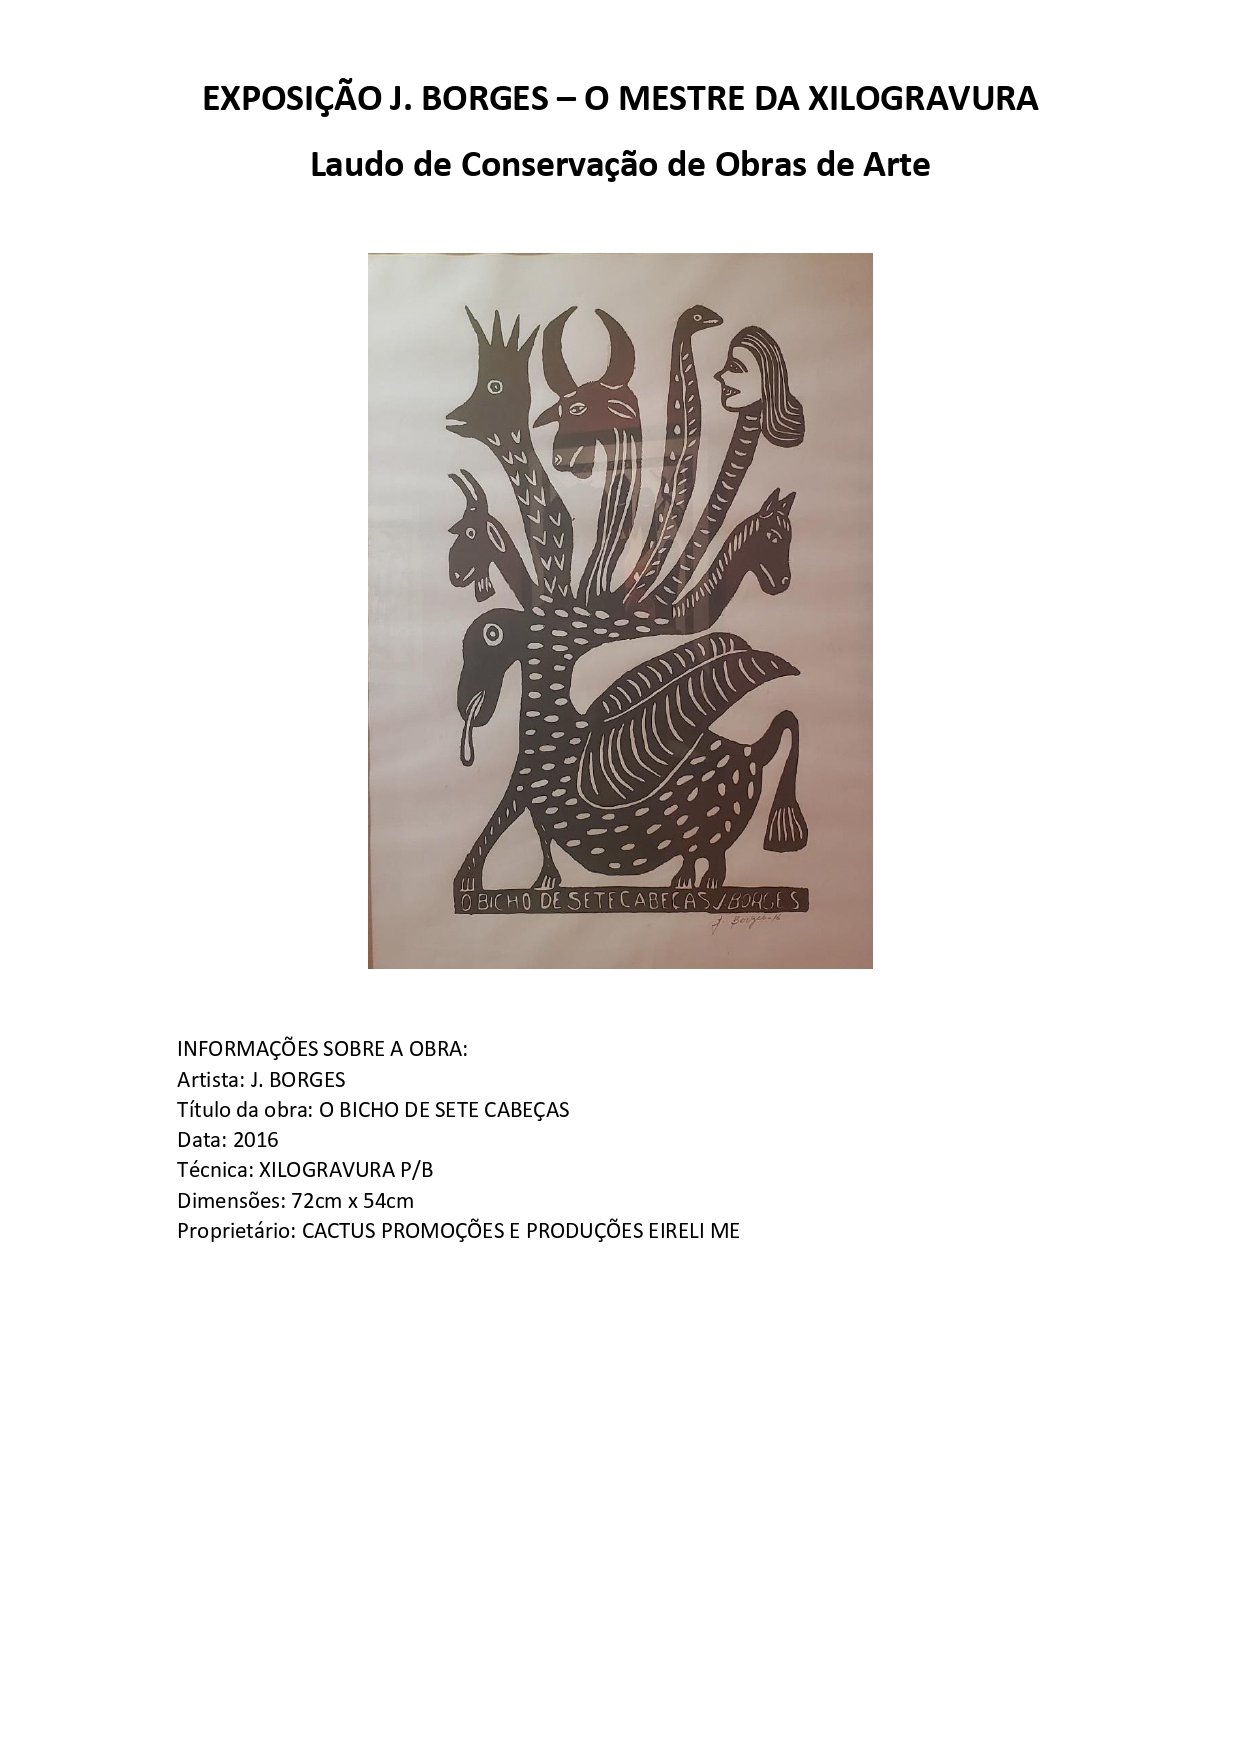 EXPOSIÇÃO J. BORGES – O MESTRE DA XILOGRAVURA
Laudo de Conservação de Obras de Arte
O BICHO DE SETE CABEÇAS J BORGES
J. Borges-16
INFORMAÇÕES SOBRE A OBRA:
Artista: J. BORGES
Título da obra: O BICHO DE SETE CABEÇAS
Data: 2016
Técnica: XILOGRAVURA P/B
Dimensões: 72cm x 54cm
Proprietário: CACTUS PROMOÇÕES E PRODUÇÕES EIRELI ME